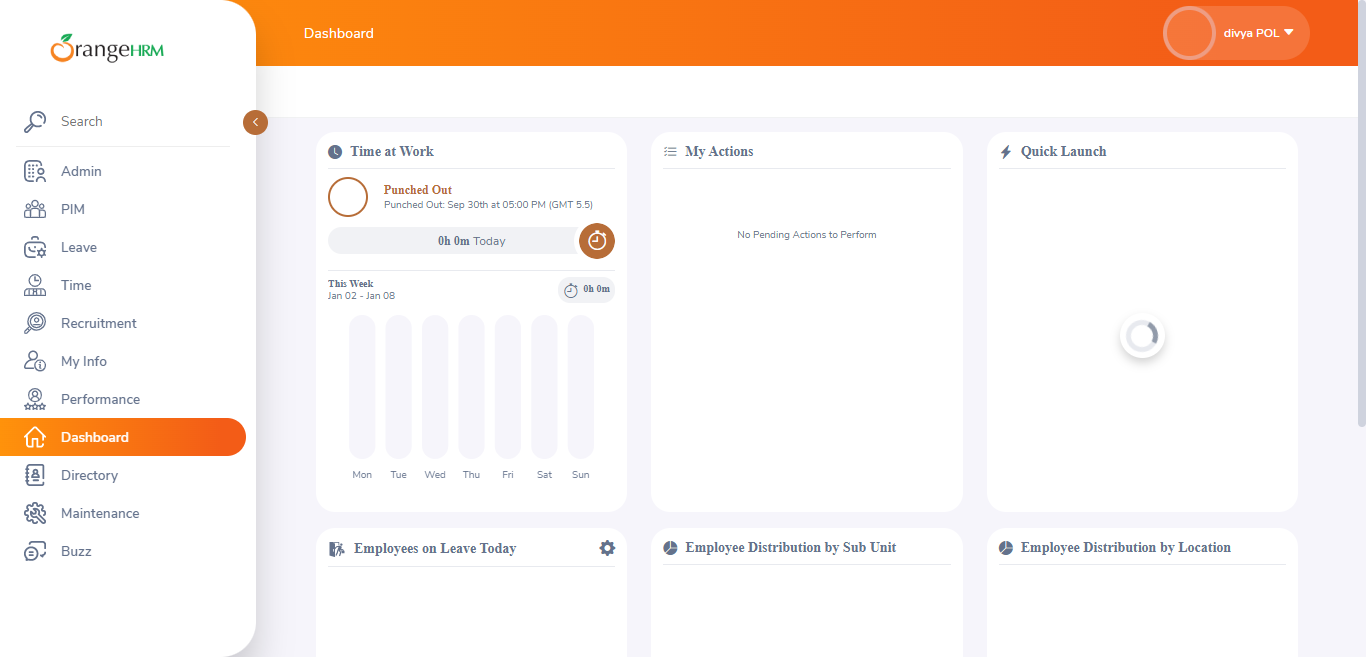 OrangeHRM
Dashboard
divya POL
Search
Admin
PIM
Leave
Time
Recruitment
My Info
Performance
Dashboard
Directory
Maintenance
Buzz
Time at Work
Punched Out
Punched Out: Sep 30th at 05:00 PM (GMT 5.5)
0h 0m Today
This Week
Jan 02 - Jan 08
0h 0m
Mon Tue Wed Thu Fri Sat Sun
My Actions
No Pending Actions to Perform
Quick Launch
Employees on Leave Today
Employee Distribution by Sub Unit
Employee Distribution by Location